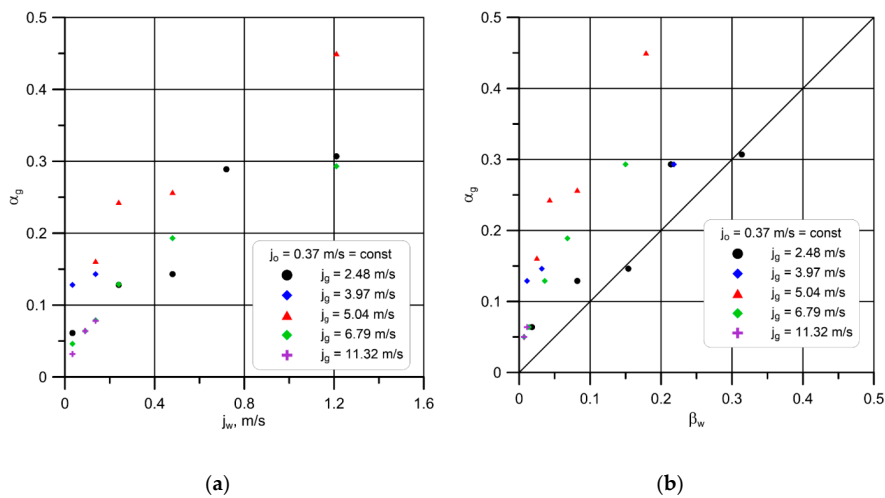 0.5
0.4
0.3
0.2
0.1
0
α_g
0 0.4 0.8 1.2 1.6
j_w, m/s
j_o = 0.37 m/s = const
j_g = 2.48 m/s
j_g = 3.97 m/s
j_g = 5.04 m/s
j_g = 6.79 m/s
j_g = 11.32 m/s
(a)
0.5
0.4
0.3
0.2
0.1
0
α_g
0 0.1 0.2 0.3 0.4 0.5
β_w
j_o = 0.37 m/s = const
j_g = 2.48 m/s
j_g = 3.97 m/s
j_g = 5.04 m/s
j_g = 6.79 m/s
j_g = 11.32 m/s
(b)